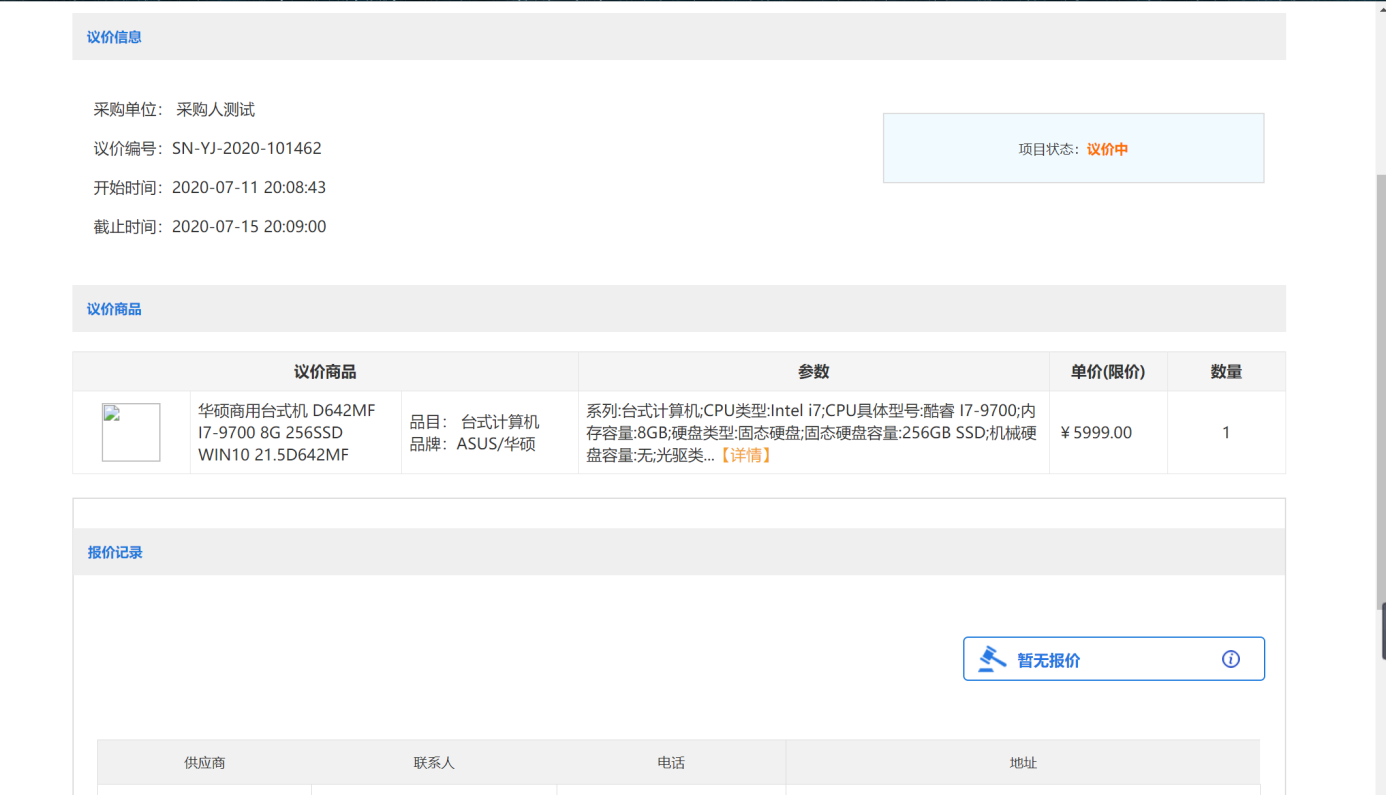 议价信息
采购单位： 采购人测试
议价编号：SN-YJ-2020-101462
项目状态：议价中
开始时间：2020-07-11 20:08:43
截止时间：2020-07-15 20:09:00
议价商品
议价商品 参数 单价(限价) 数量
华硕商用台式机 D642MF
I7-9700 8G 256SSD
WIN10 21.5D642MF
品目： 台式计算机
品牌：ASUS/华硕
系列:台式计算机;CPU类型:Intel i7;CPU具体型号:酷睿 I7-9700;内
存容量:8GB;硬盘类型:固态硬盘;固态硬盘容量:256GB SSD;机械硬
盘容量:无;光驱类...【详情】
￥5999.00
1
报价记录
暂无报价
供应商 联系人 电话 地址